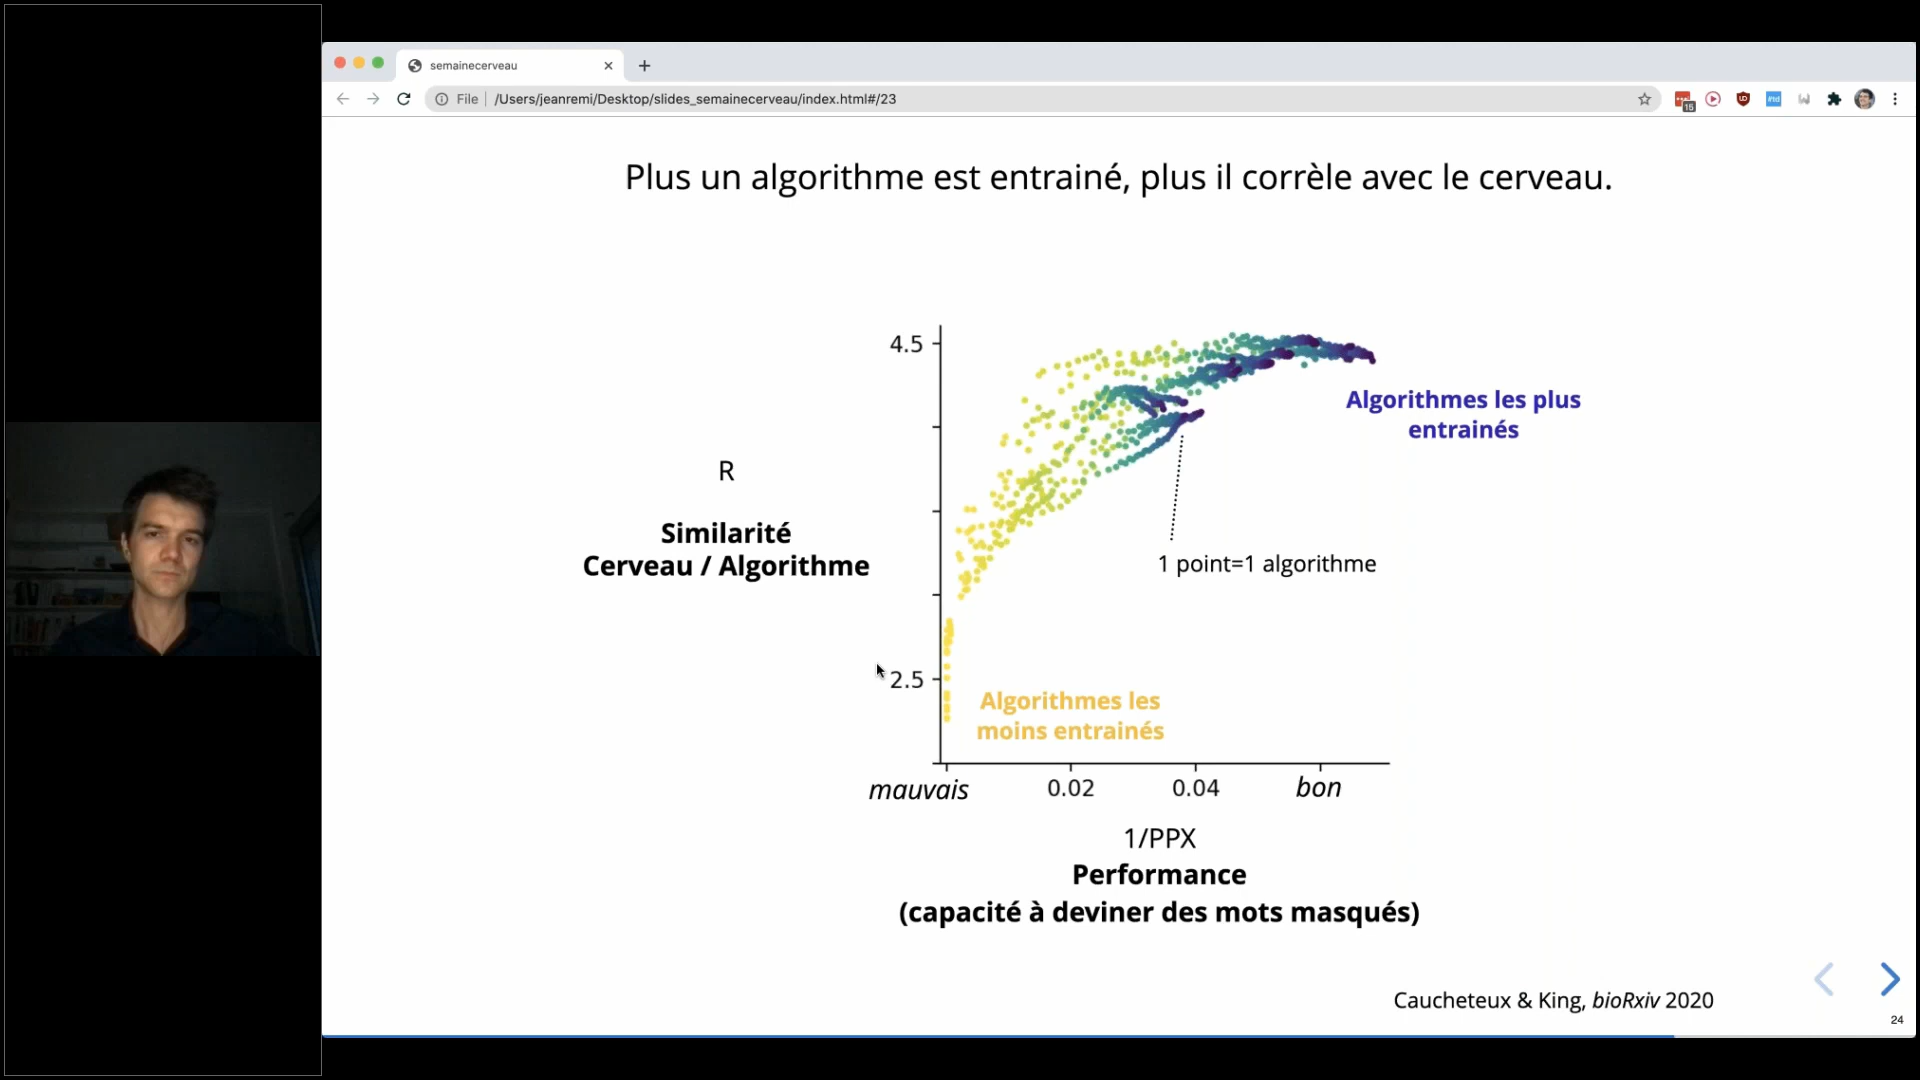 semainecerveau
File
/Users/jeanremi/Desktop/slides_semainecerveau/index.html#/23
15
Plus un algorithme est entrainé, plus il corrèle avec le cerveau.
4.5
Algorithmes les plus
entrainés
R
Similarité
Cerveau / Algorithme
1 point=1 algorithme
2.5
Algorithmes les
moins entrainés
mauvais
0.02
0.04
bon
1/PPX
Performance
(capacité à deviner des mots masqués)
Caucheteux & King, bioRxiv 2020
24